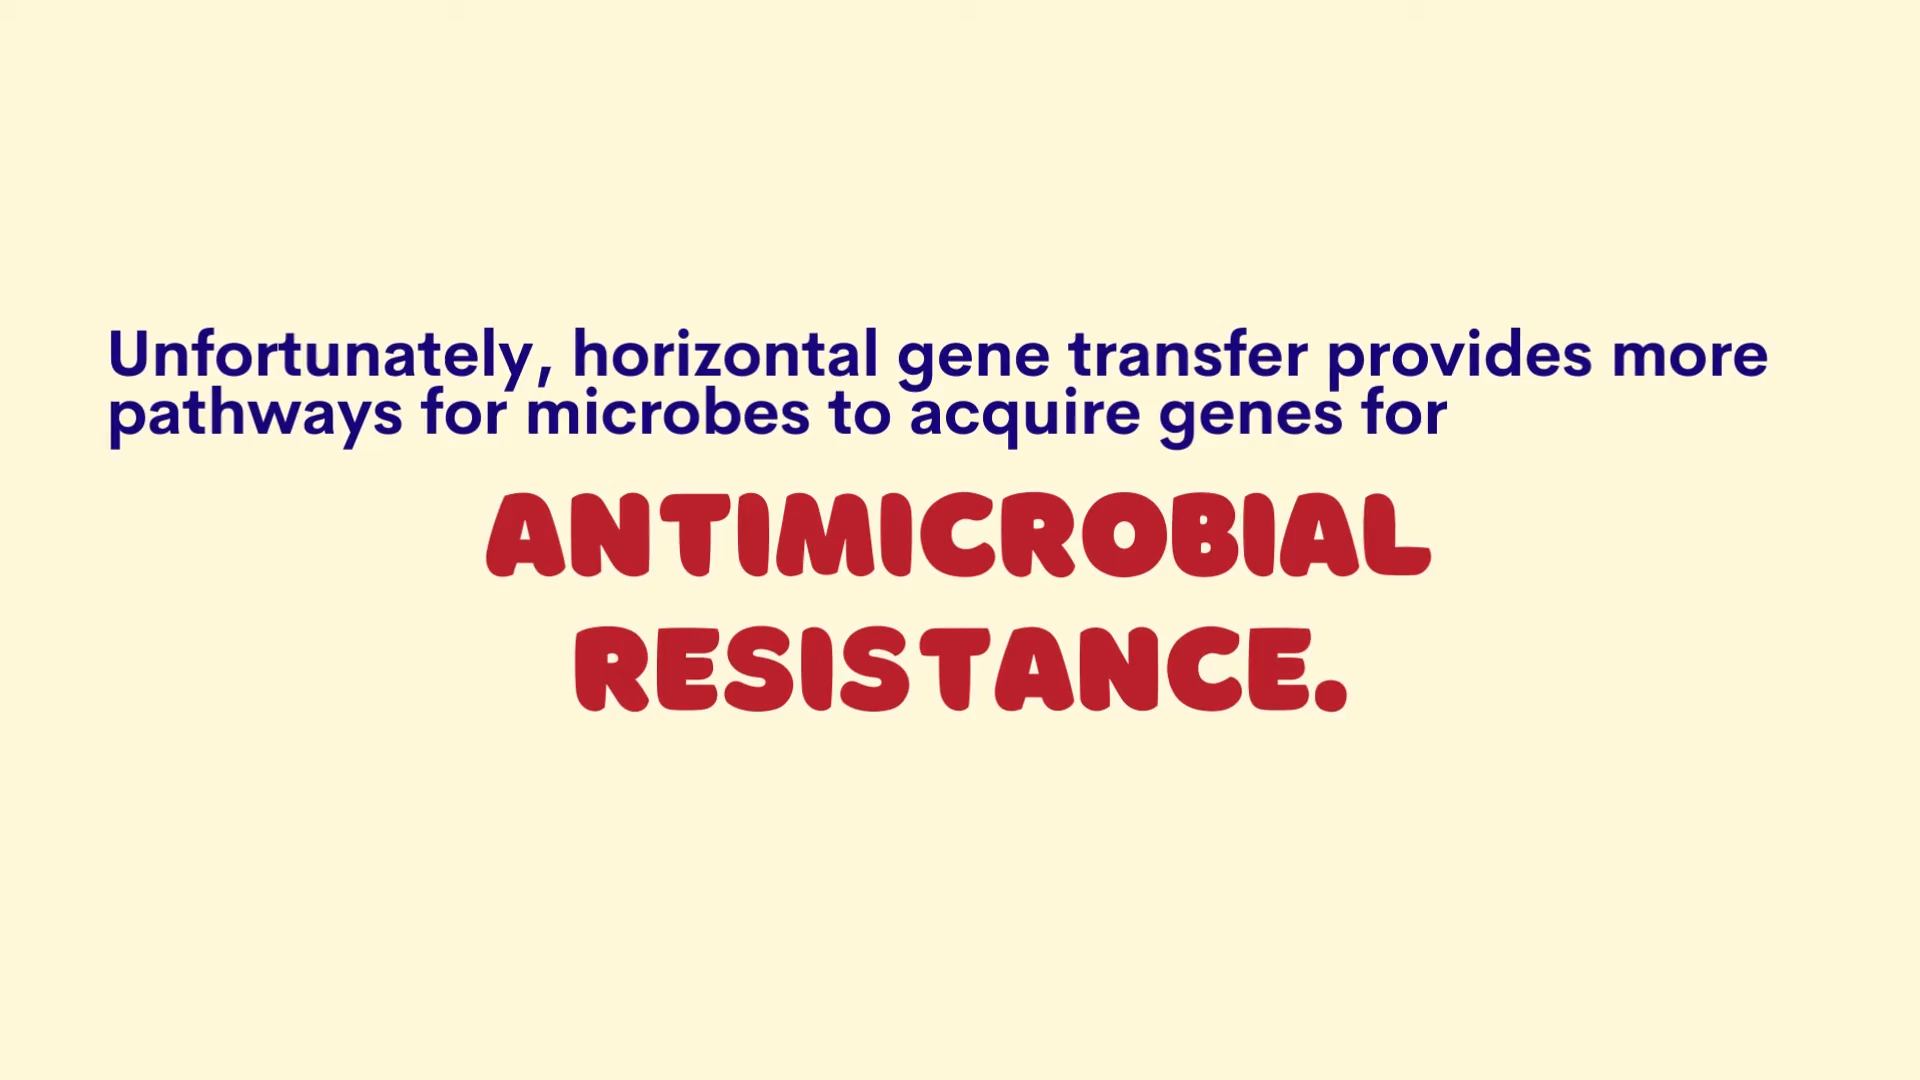 Unfortunately, horizontal gene transfer provides more
pathways for microbes to acquire genes for
ANTIMICROBIAL
RESISTANCE.